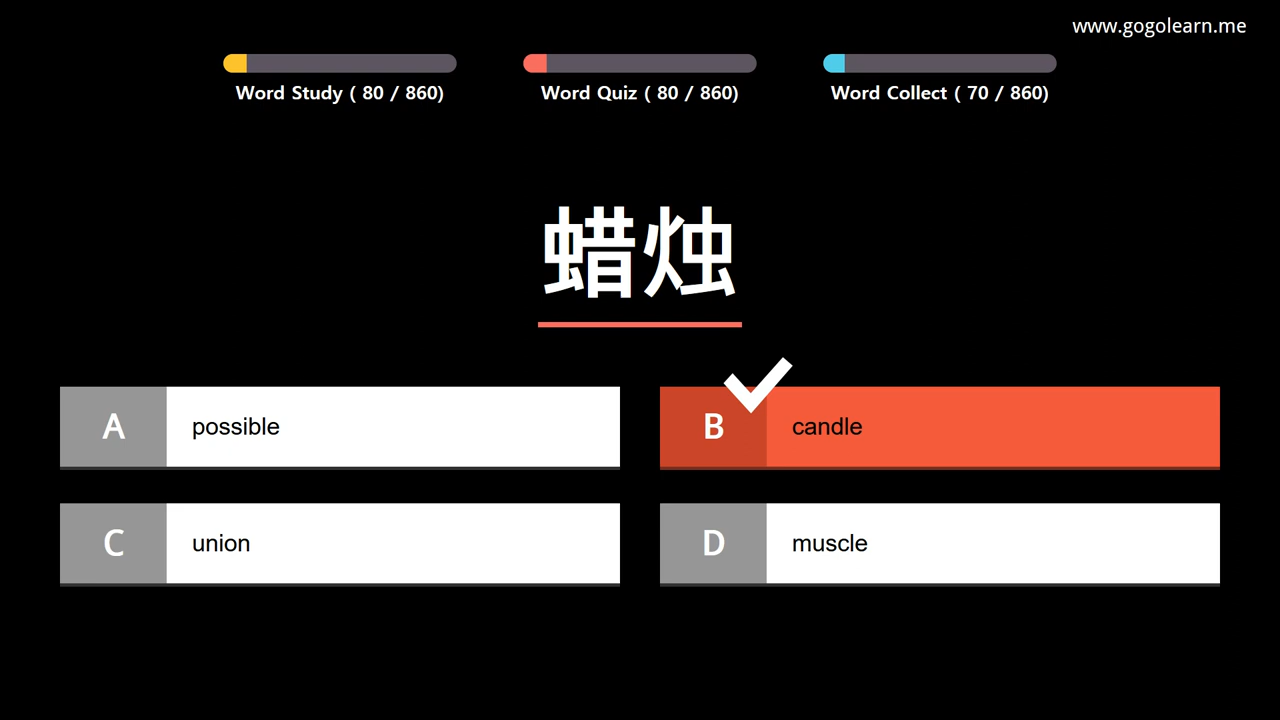 www.gogolearn.me
Word Study ( 80 / 860)
Word Quiz ( 80 / 860)
Word Collect ( 70 / 860)
蜡烛
A possible
B candle
C union
D muscle